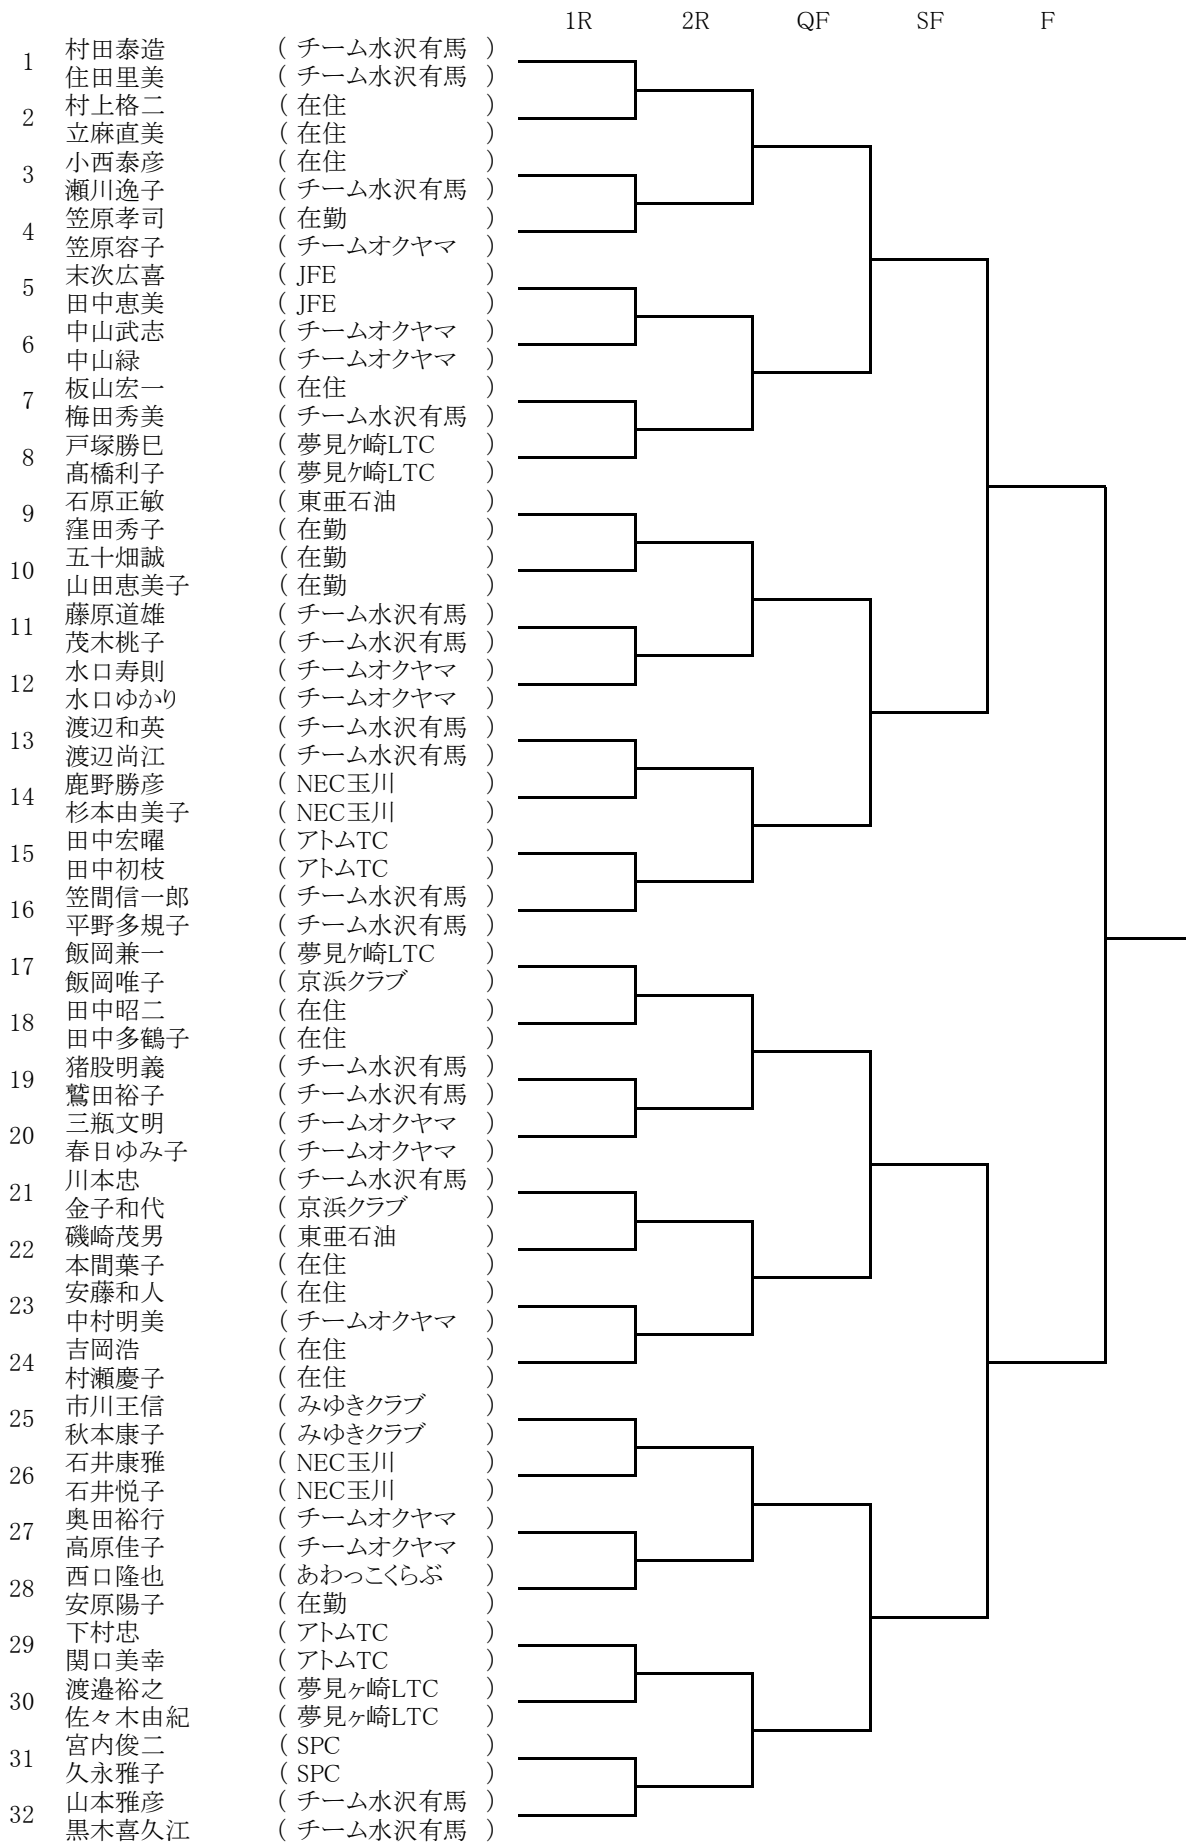 1R 2R QF SF F
村田泰造 ( チーム水沢有馬 )
1
住田里美 ( チーム水沢有馬 )
村上格二 ( 在住 )
2
立麻直美 ( 在住 )
小西泰彦 ( 在住 )
3
瀬川逸子 ( チーム水沢有馬 )
笠原孝司 ( 在勤 )
4
笠原容子 ( チームオクヤマ )
末次広喜 ( JFE )
5
田中恵美 ( JFE )
中山武志 ( チームオクヤマ )
6
中山緑 ( チームオクヤマ )
板山宏一 ( 在住 )
7
梅田秀美 ( チーム水沢有馬 )
戸塚勝巳 ( 夢見ケ崎LTC )
8
髙橋利子 ( 夢見ケ崎LTC )
石原正敏 ( 東亜石油 )
9
窪田秀子 ( 在勤 )
五十畑誠 ( 在勤 )
10
山田恵美子 ( 在勤 )
藤原道雄 ( チーム水沢有馬 )
11
茂木桃子 ( チーム水沢有馬 )
水口寿則 ( チームオクヤマ )
12
水口ゆかり ( チームオクヤマ )
渡辺和英 ( チーム水沢有馬 )
13
渡辺尚江 ( チーム水沢有馬 )
鹿野勝彦 ( NEC玉川 )
14
杉本由美子 ( NEC玉川 )
田中宏曜 ( アトムTC )
15
田中初枝 ( アトムTC )
笠間信一郎 ( チーム水沢有馬 )
16
平野多規子 ( チーム水沢有馬 )
飯岡兼一 ( 夢見ケ崎LTC )
17
飯岡唯子 ( 京浜クラブ )
田中昭二 ( 在住 )
18
田中多鶴子 ( 在住 )
猪股明義 ( チーム水沢有馬 )
19
鷲田裕子 ( チーム水沢有馬 )
三瓶文明 ( チームオクヤマ )
20
春日ゆみ子 ( チームオクヤマ )
川本忠 ( チーム水沢有馬 )
21
金子和代 ( 京浜クラブ )
磯崎茂男 ( 東亜石油 )
22
本間葉子 ( 在住 )
安藤和人 ( 在住 )
23
中村明美 ( チームオクヤマ )
吉岡浩 ( 在住 )
24
村瀬慶子 ( 在住 )
市川王信 ( みゆきクラブ )
25
秋本康子 ( みゆきクラブ )
石井康雅 ( NEC玉川 )
26
石井悦子 ( NEC玉川 )
奥田裕行 ( チームオクヤマ )
27
高原佳子 ( チームオクヤマ )
西口隆也 ( あわっこくらぶ )
28
安原陽子 ( 在勤 )
下村忠 ( アトムTC )
29
関口美幸 ( アトムTC )
渡邉裕之 ( 夢見ヶ崎LTC )
30
佐々木由紀 ( 夢見ヶ崎LTC )
宮内俊二 ( SPC )
31
久永雅子 ( SPC )
山本雅彦 ( チーム水沢有馬 )
32
黒木喜久江 ( チーム水沢有馬 )